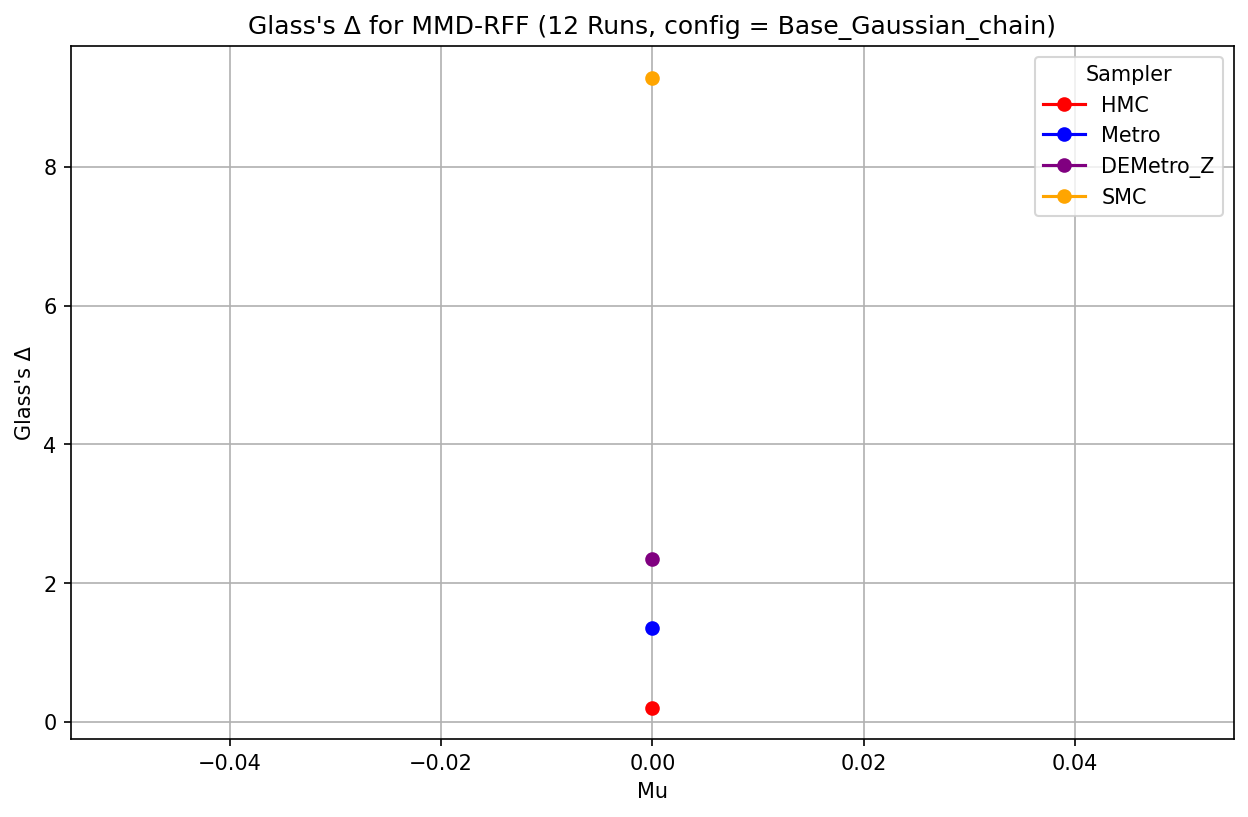 Glass's Δ for MMD-RFF (12 Runs, config = Base_Gaussian_chain)
Sampler
HMC
Metro
DEMetro_Z
SMC
Glass's Δ
8
6
4
2
0
−0.04
−0.02
0.00
0.02
0.04
Mu